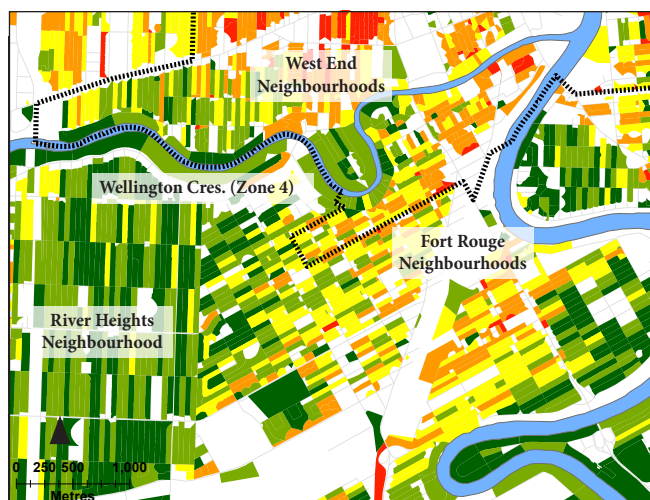 West End
Neighbourhoods
Wellington Cres. (Zone 4)
Fort Rouge
Neighbourhoods
River Heights
Neighbourhood
0 250 500 1,000
Metres